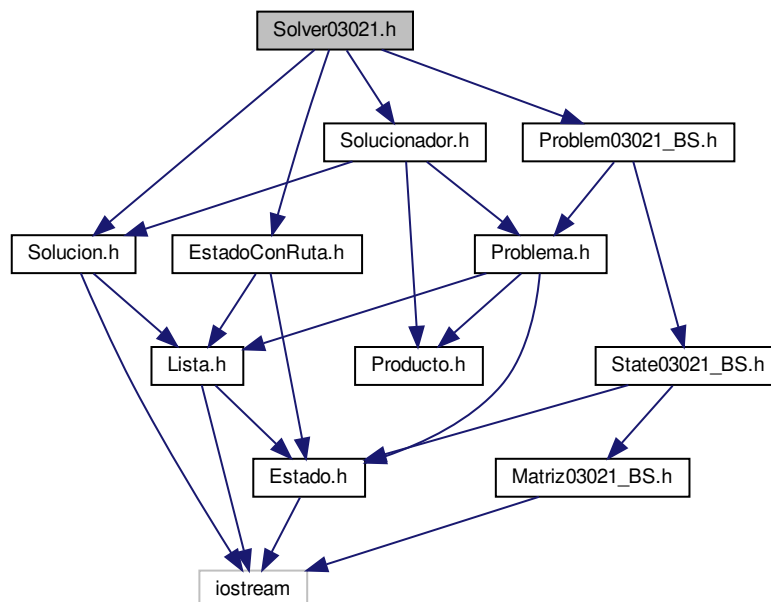 Solver03021.h
Solucionador.h
Problem03021_BS.h
Solucion.h
EstadoConRuta.h
Problema.h
Lista.h
Producto.h
State03021_BS.h
Estado.h
Matriz03021_BS.h
iostream